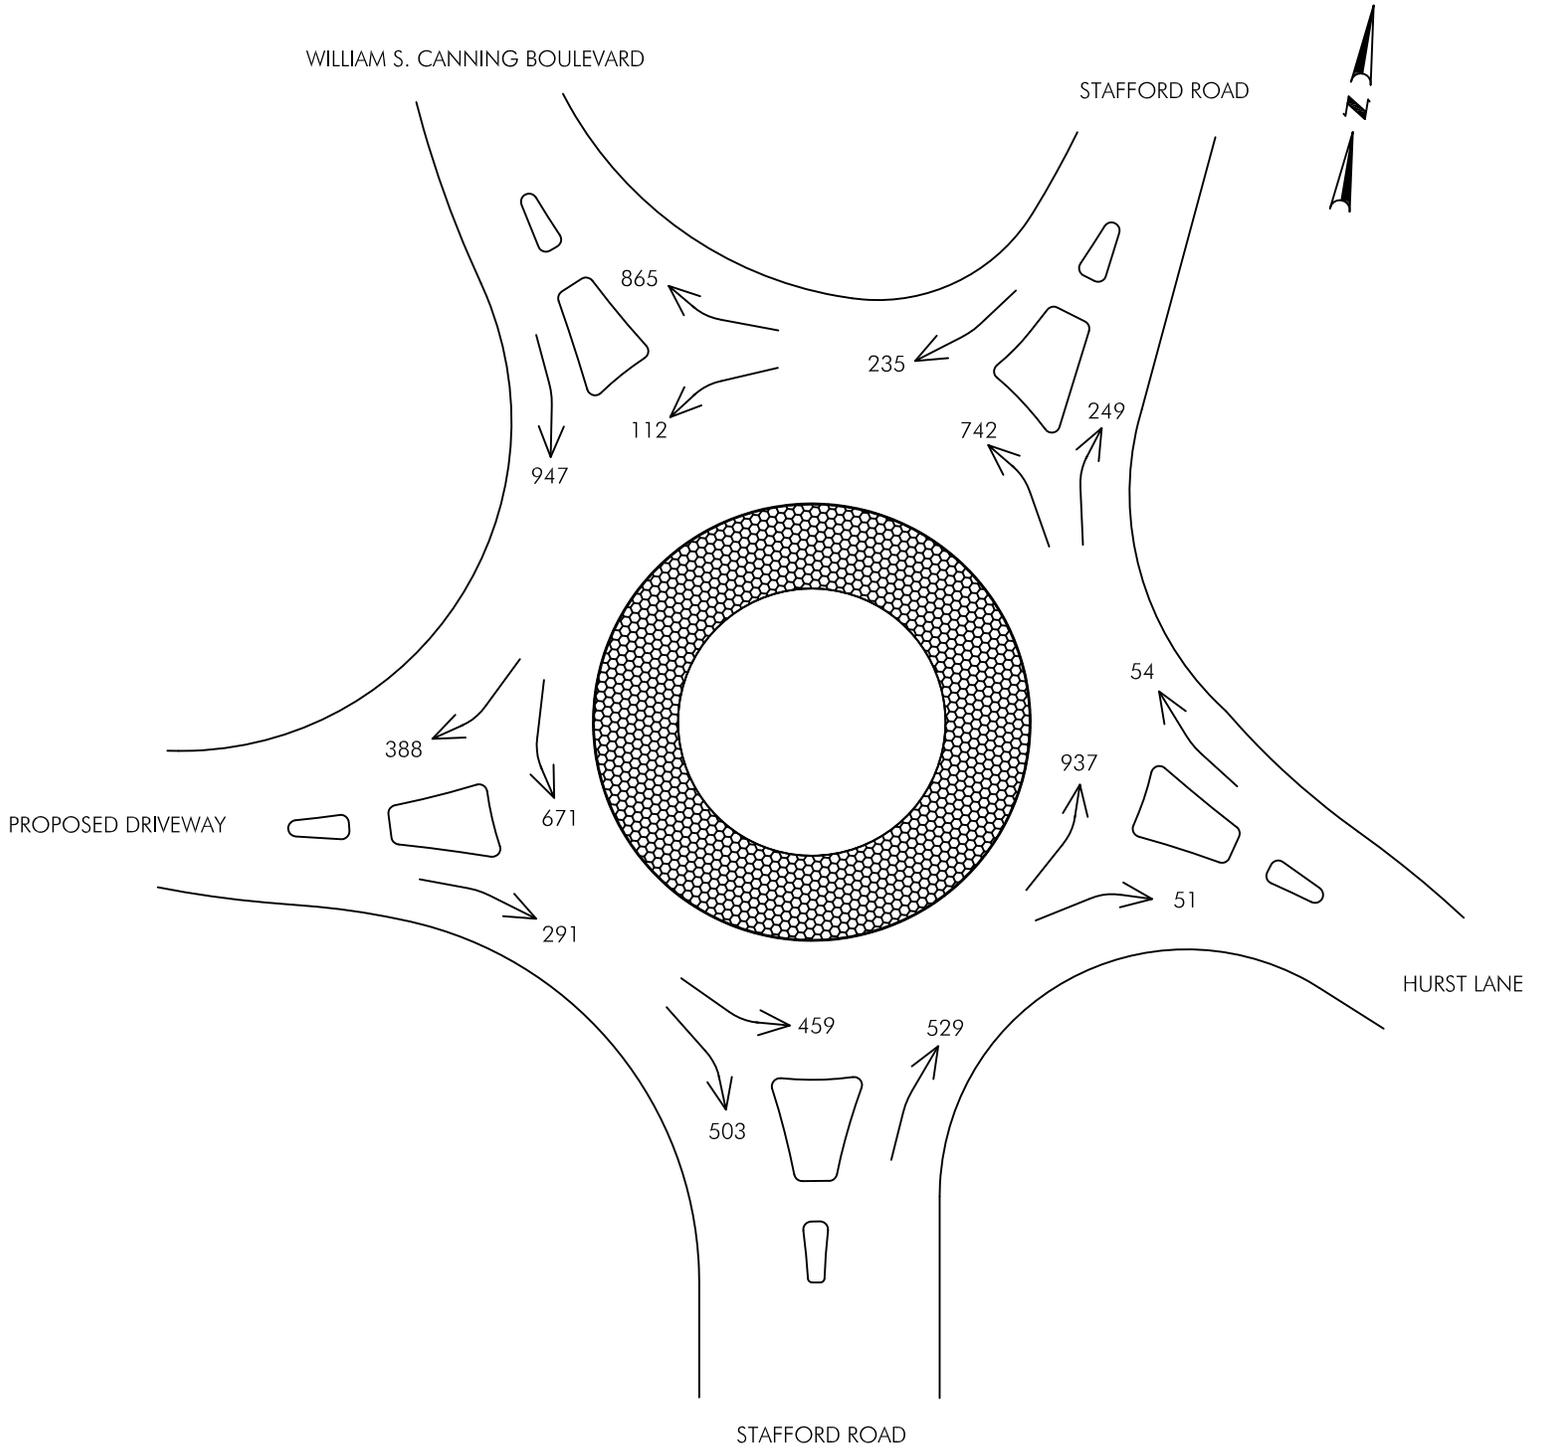 WILLIAM S. CANNING BOULEVARD
STAFFORD ROAD
N
865
235
112
742
249
947
54
388
937
671
PROPOSED DRIVEWAY
51
291
HURST LANE
459
529
503
STAFFORD ROAD